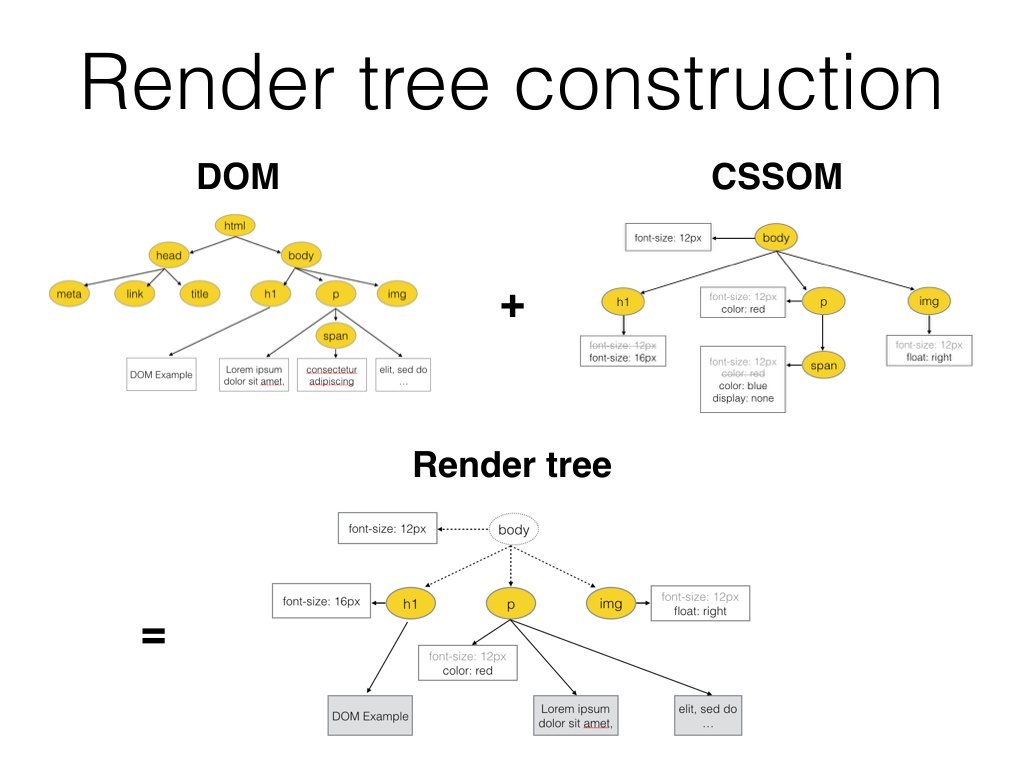 Render tree construction
DOM
CSSOM
html
head
body
meta
link
title
h1
p
img
span
DOM Example
Lorem ipsum
dolor sit amet,
consectetur
adipiscing
elit, sed do
...
+
font-size: 12px
body
h1
font-size: 12px
color: red
p
img
font-size: 12px
font-size: 16px
font-size: 12px
float: right
font-size: 12px
color: red
color: blue
display: none
span
Render tree
font-size: 12px
body
font-size: 16px
h1
p
img
font-size: 12px
float: right
=
font-size: 12px
color: red
DOM Example
Lorem ipsum
dolor sit amet,
elit, sed do
...